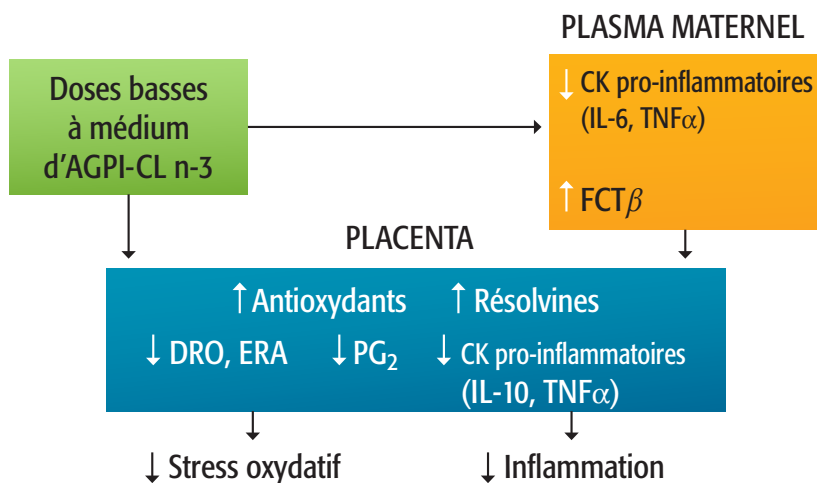 PLASMA MATERNEL
Doses basses
à médium
d'AGPI-CL n-3
↓ CK pro-inflammatoires
(IL-6, TNFα)
↑ FCTβ
PLACENTA
↑ Antioxydants ↑ Résolvines
↓ DRO, ERA ↓ PG₂ ↓ CK pro-inflammatoires
(IL-10, TNFα)
↓ Stress oxydatif ↓ Inflammation